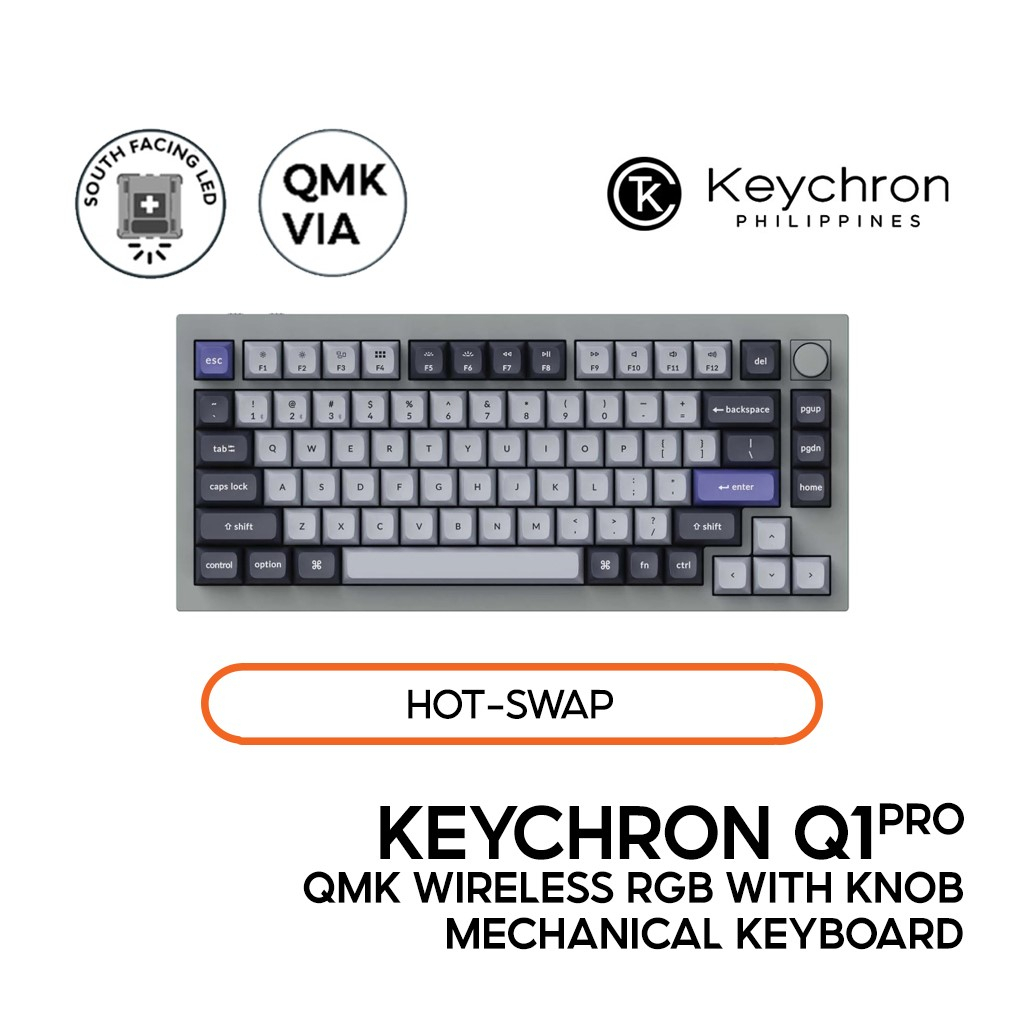 SOUTH FACING LED
QMK
VIA
Keychron
PHILIPPINES
esc F1 F2 F3 F4 F5 F6 F7 F8 F9 F10 F11 F12 del
~ ` ! 1 @ 2 # 3 $ 4 % 5 ^ 6 & 7 * 8 ( 9 ) 0 _ - + = ← backspace pgup
tab Q W E R T Y U I O P { [ } ] | \ pgdn
caps lock A S D F G H J K L : ; " ' ↵ enter home
⇧ shift Z X C V B N M < , > . ? / ⇧ shift ^
control option ⌘ ⌘ fn ctrl < ⌄ >
HOT-SWAP
KEYCHRON Q1PRO
QMK WIRELESS RGB WITH KNOB
MECHANICAL KEYBOARD